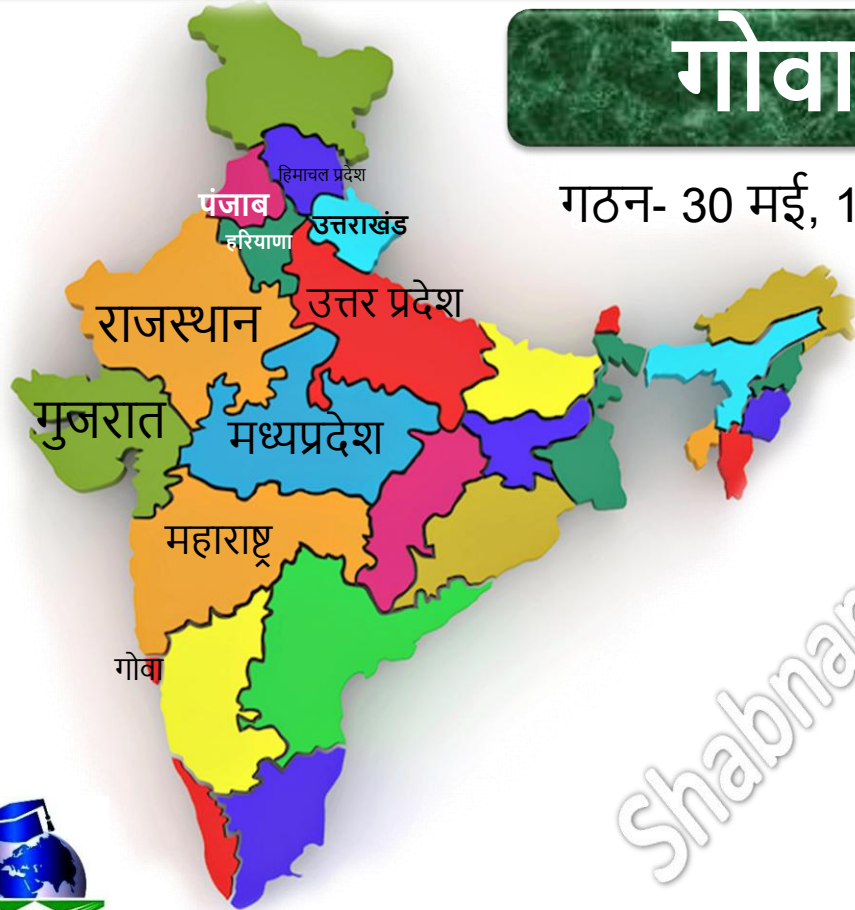 गोवा
गठन- 30 मई, 1
हिमाचल प्रदेश
पंजाब
उत्तराखंड
हरियाणा
उत्तर प्रदेश
राजस्थान
गुजरात
मध्यप्रदेश
महाराष्ट्र
गोवा
Shabnam